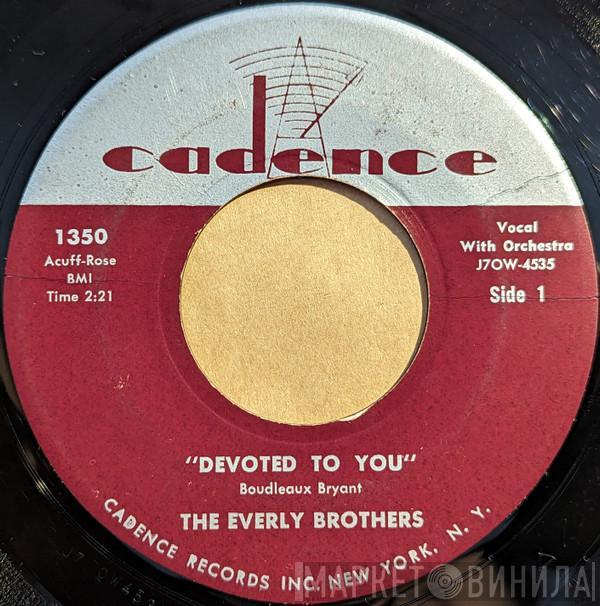 cadence
1350
Acuff-Rose
BMI
Time 2:21
Vocal
With Orchestra
J7OW-4535
Side 1
"DEVOTED TO YOU"
Boudleaux Bryant
THE EVERLY BROTHERS
CADENCE RECORDS INC. NEW YORK, N. Y.
МАРКЕТ ВИНИЛА